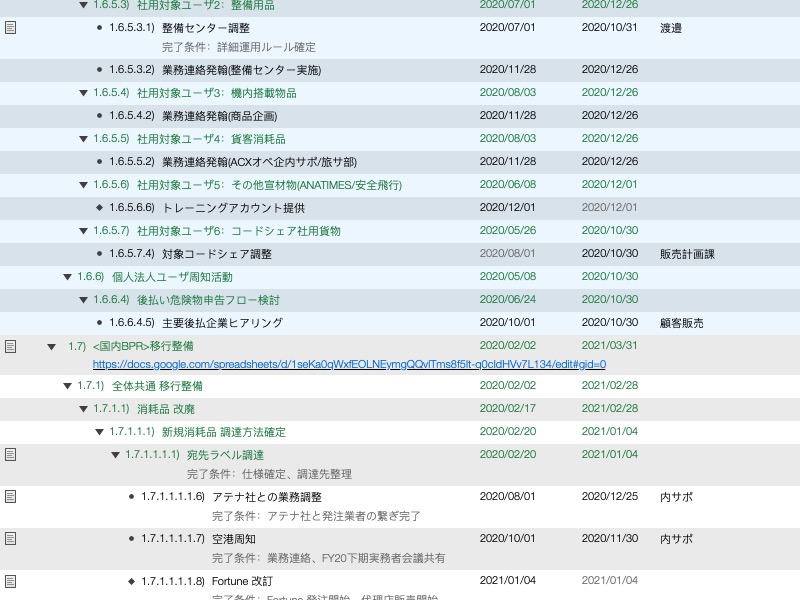 1.6.5.3) 社用対象ユーザ2：整備用品 2020/07/01 2020/12/26
1.6.5.3.1) 整備センター調整 2020/07/01 2020/10/31 渡邉
完了条件：詳細運用ルール確定
1.6.5.3.2) 業務連絡発翰(整備センター実施) 2020/11/28 2020/12/26
1.6.5.4) 社用対象ユーザ3：機内搭載物品 2020/08/03 2020/12/26
1.6.5.4.2) 業務連絡発翰(商品企画) 2020/11/28 2020/12/26
1.6.5.5) 社用対象ユーザ4：貨客消耗品 2020/08/03 2020/12/26
1.6.5.5.2) 業務連絡発翰(ACXオペ企内サポ/旅サ部) 2020/11/28 2020/12/26
1.6.5.6) 社用対象ユーザ5：その他宣材物(ANATIMES/安全飛行) 2020/06/08 2020/12/01
1.6.5.6.6) トレーニングアカウント提供 2020/12/01 2020/12/01
1.6.5.7) 社用対象ユーザ6：コードシェア社用貨物 2020/05/26 2020/10/30
1.6.5.7.4) 対象コードシェア調整 2020/08/01 2020/10/30 販売計画課
1.6.6) 個人法人ユーザ周知活動 2020/05/08 2020/10/30
1.6.6.4) 後払い危険物申告フロー検討 2020/06/24 2020/10/30
1.6.6.4.5) 主要後払企業ヒアリング 2020/10/01 2020/10/30 顧客販売
1.7) <国内BPR>移行整備 2020/02/02 2021/03/31
https://docs.google.com/spreadsheets/d/1seKa0qWxfEOLNEymgQQvlTms8f5lt-q0cIdHVv7L134/edit#gid=0
1.7.1) 全体共通 移行整備 2020/02/02 2021/02/28
1.7.1.1) 消耗品 改廃 2020/02/17 2021/02/28
1.7.1.1.1) 新規消耗品 調達方法確定 2020/02/20 2021/01/04
1.7.1.1.1.1) 宛先ラベル調達 2020/02/20 2021/01/04
完了条件：仕様確定、調達先整理
1.7.1.1.1.1.6) アテナ社との業務調整 2020/08/01 2020/12/25 内サポ
完了条件：アテナ社と発注業者の繋ぎ完了
1.7.1.1.1.1.7) 空港周知 2020/10/01 2020/11/30 内サポ
完了条件：業務連絡、FY20下期実務者会議共有
1.7.1.1.1.1.8) Fortune 改訂 2021/01/04 2021/01/04
完了条件：Fortune 発注開始、代理店販売開始